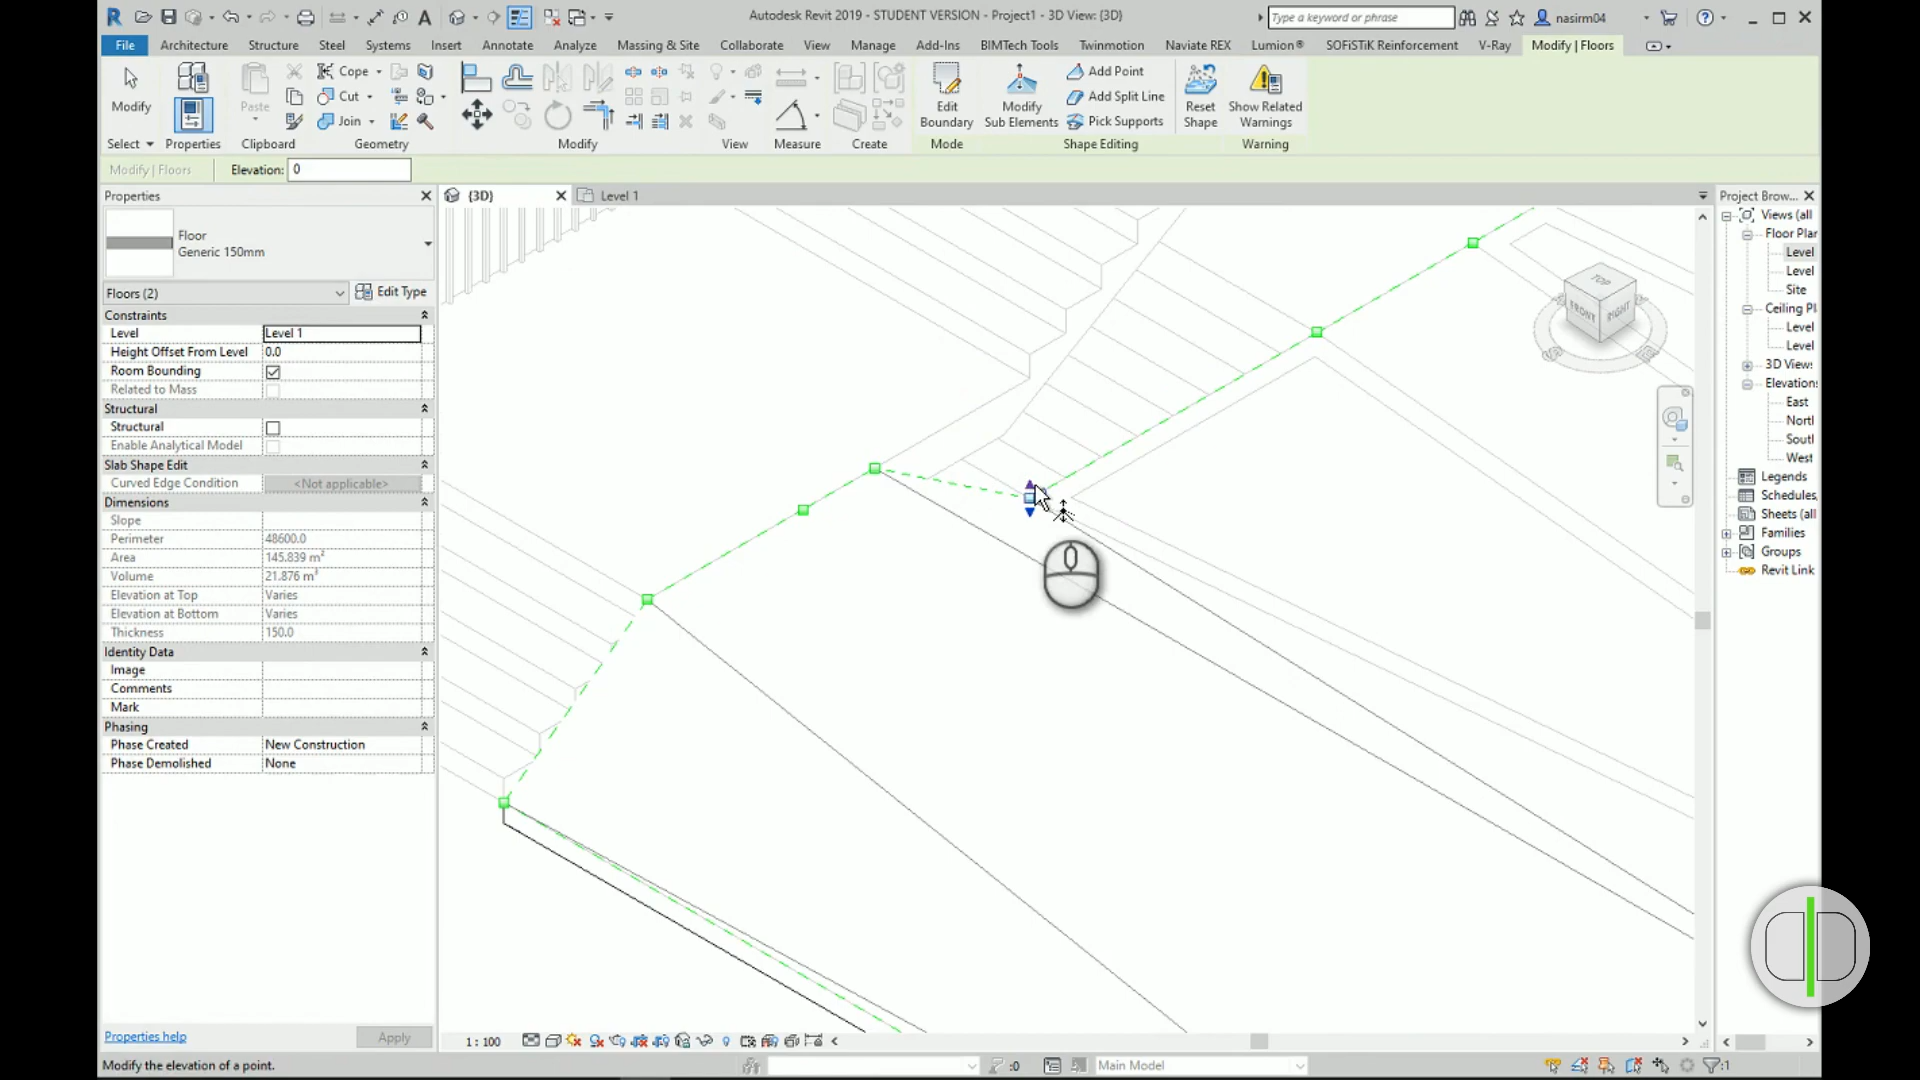 Autodesk Revit 2019 - STUDENT VERSION - Project1 - 3D View: {3D}
Type a keyword or phrase
nasirm04
File Architecture Structure Steel Systems Insert Annotate Analyze Massing & Site Collaborate View Manage Add-Ins BIMTech Tools Twinmotion Naviate REX Lumion® SOFiSTiK Reinforcement V-Ray Modify | Floors
Modify
Paste
Cope
Cut
Join
Edit
Boundary
Modify
Sub Elements
Add Point
Add Split Line
Pick Supports
Reset
Shape
Show Related
Warnings
Select Properties Clipboard Geometry Modify View Measure Create Mode Shape Editing Warning
Modify | Floors Elevation: 0
Properties
{3D}
Level 1
Project Brow...
Floor
Generic 150mm
Floors (2)
Edit Type
Constraints
Level Level 1
Height Offset From Level 0.0
Room Bounding
Related to Mass
Structural
Structural
Enable Analytical Model
Slab Shape Edit
Curved Edge Condition <Not applicable>
Dimensions
Slope
Perimeter 48600.0
Area 145.839 m²
Volume 21.876 m³
Elevation at Top Varies
Elevation at Bottom Varies
Thickness 150.0
Identity Data
Image
Comments
Mark
Phasing
Phase Created New Construction
Phase Demolished None
Properties help
Apply
TOP
FRONT
RIGHT
Views (all
Floor Plan
Level
Level
Site
Ceiling Pl
Level
Level
3D Views
Elevations
East
North
South
West
Legends
Schedules,
Sheets (all
Families
Groups
Revit Link
1 : 100
Modify the elevation of a point.
:0
Main Model
:1